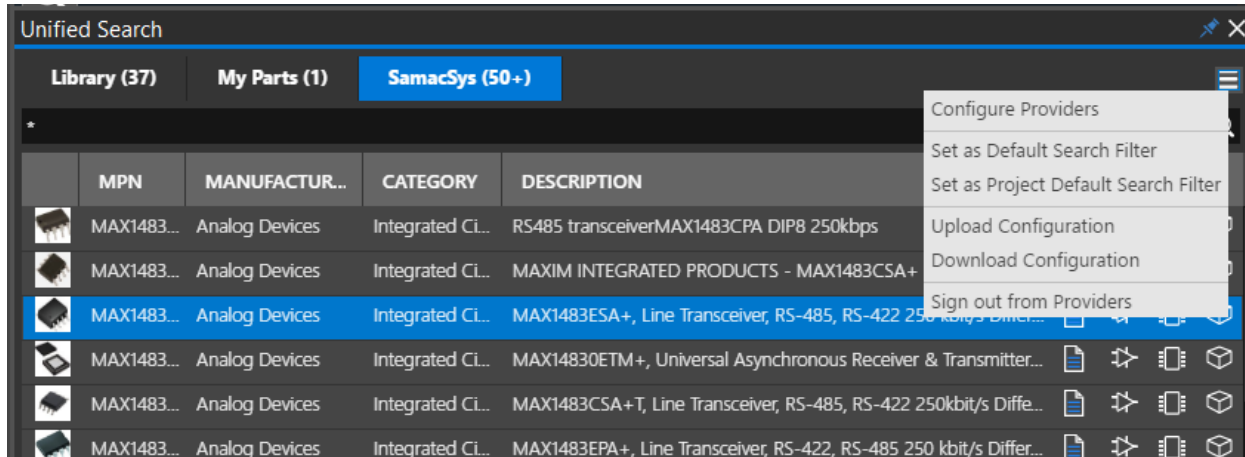 Unified Search
Library (37) My Parts (1) SamacSys (50+)
*
MPN MANUFACTUR... CATEGORY DESCRIPTION
MAX1483... Analog Devices Integrated Ci... RS485 transceiverMAX1483CPA DIP8 250kbps
MAX1483... Analog Devices Integrated Ci... MAXIM INTEGRATED PRODUCTS - MAX1483CSA+
MAX1483... Analog Devices Integrated Ci... MAX1483ESA+, Line Transceiver, RS-485, RS-422 250 kbit/s Differ...
MAX1483... Analog Devices Integrated Ci... MAX14830ETM+, Universal Asynchronous Receiver & Transmitter...
MAX1483... Analog Devices Integrated Ci... MAX1483CSA+T, Line Transceiver, RS-485, RS-422 250kbit/s Diffe...
MAX1483... Analog Devices Integrated Ci... MAX1483EPA+, Line Transceiver, RS-422, RS-485 250 kbit/s Differ...
Configure Providers
Set as Default Search Filter
Set as Project Default Search Filter
Upload Configuration
Download Configuration
Sign out from Providers